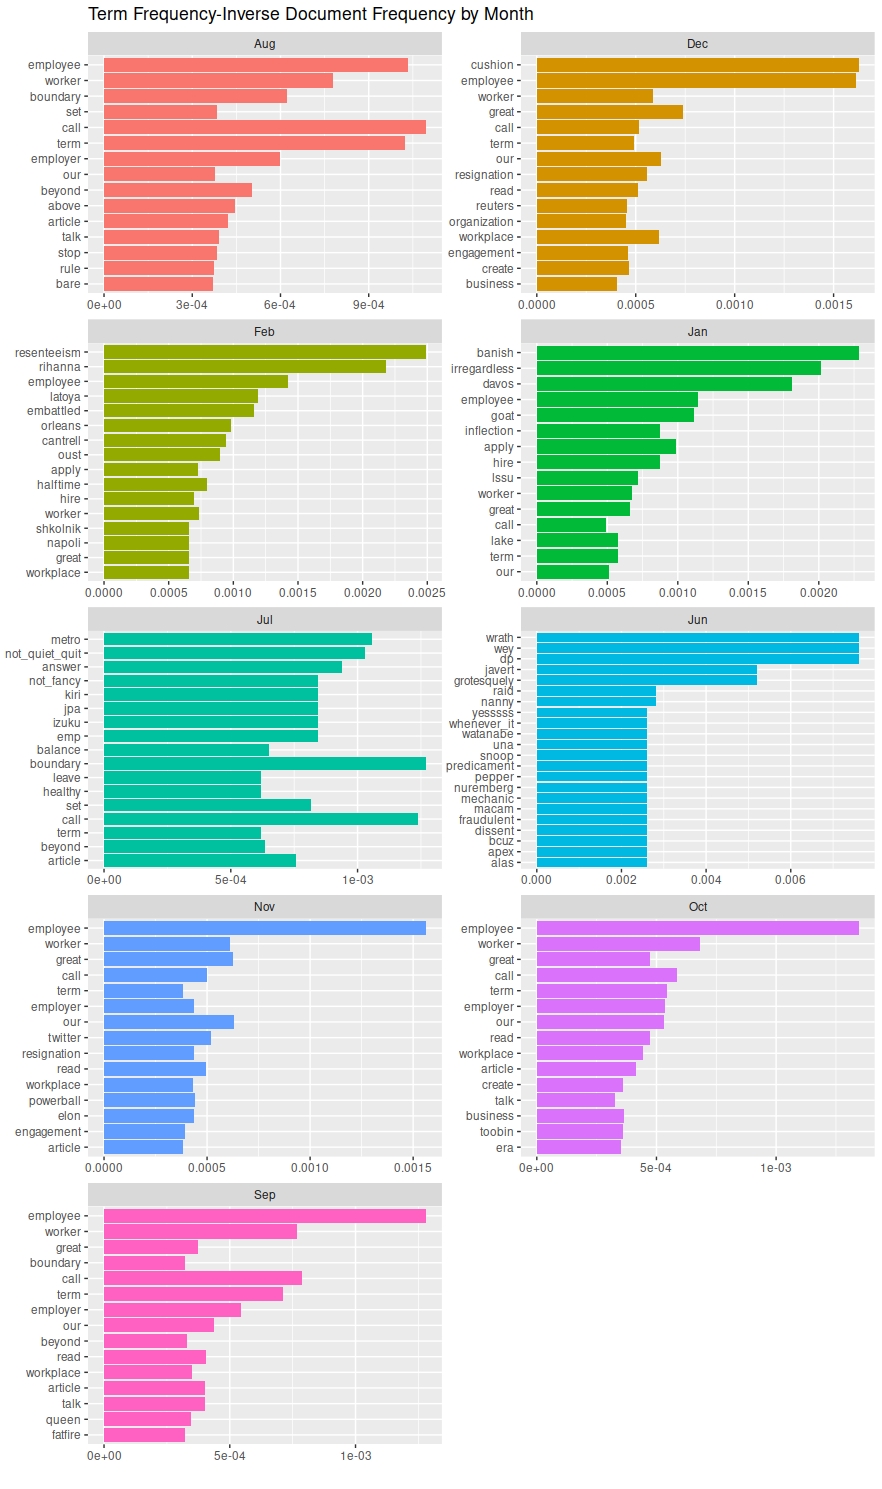 Term Frequency-Inverse Document Frequency by Month
Aug
employee
worker
boundary
set
call
term
employer
our
beyond
above
article
talk
stop
rule
bare
0e+00 3e-04 6e-04 9e-04
Dec
cushion
employee
worker
great
call
term
our
resignation
read
reuters
organization
workplace
engagement
create
business
0.0000 0.0005 0.0010 0.0015
Feb
resenteeism
rihanna
employee
latoya
embattled
orleans
cantrell
oust
apply
halftime
hire
worker
shkolnik
napoli
great
workplace
0.0000 0.0005 0.0010 0.0015 0.0020 0.0025
Jan
banish
irregardless
davos
employee
goat
inflection
apply
hire
lssu
worker
great
call
lake
term
our
0.0000 0.0005 0.0010 0.0015 0.0020
Jul
metro
not_quiet_quit
answer
not_fancy
kiri
jpa
izuku
emp
balance
boundary
leave
healthy
set
call
term
beyond
article
0e+00 5e-04 1e-03
Jun
wrath
wey
dp
javert
grotesquely
raid
nanny
yesssss
whenever_it
watanabe
una
snoop
predicament
pepper
nuremberg
mechanic
macam
fraudulent
dissent
bcuz
apex
alas
0.000 0.002 0.004 0.006
Nov
employee
worker
great
call
term
employer
our
twitter
resignation
read
workplace
powerball
elon
engagement
article
0.0000 0.0005 0.0010 0.0015
Oct
employee
worker
great
call
term
employer
our
read
workplace
article
create
talk
business
toobin
era
0e+00 5e-04 1e-03
Sep
employee
worker
great
boundary
call
term
employer
our
beyond
read
workplace
article
talk
queen
fatfire
0e+00 5e-04 1e-03